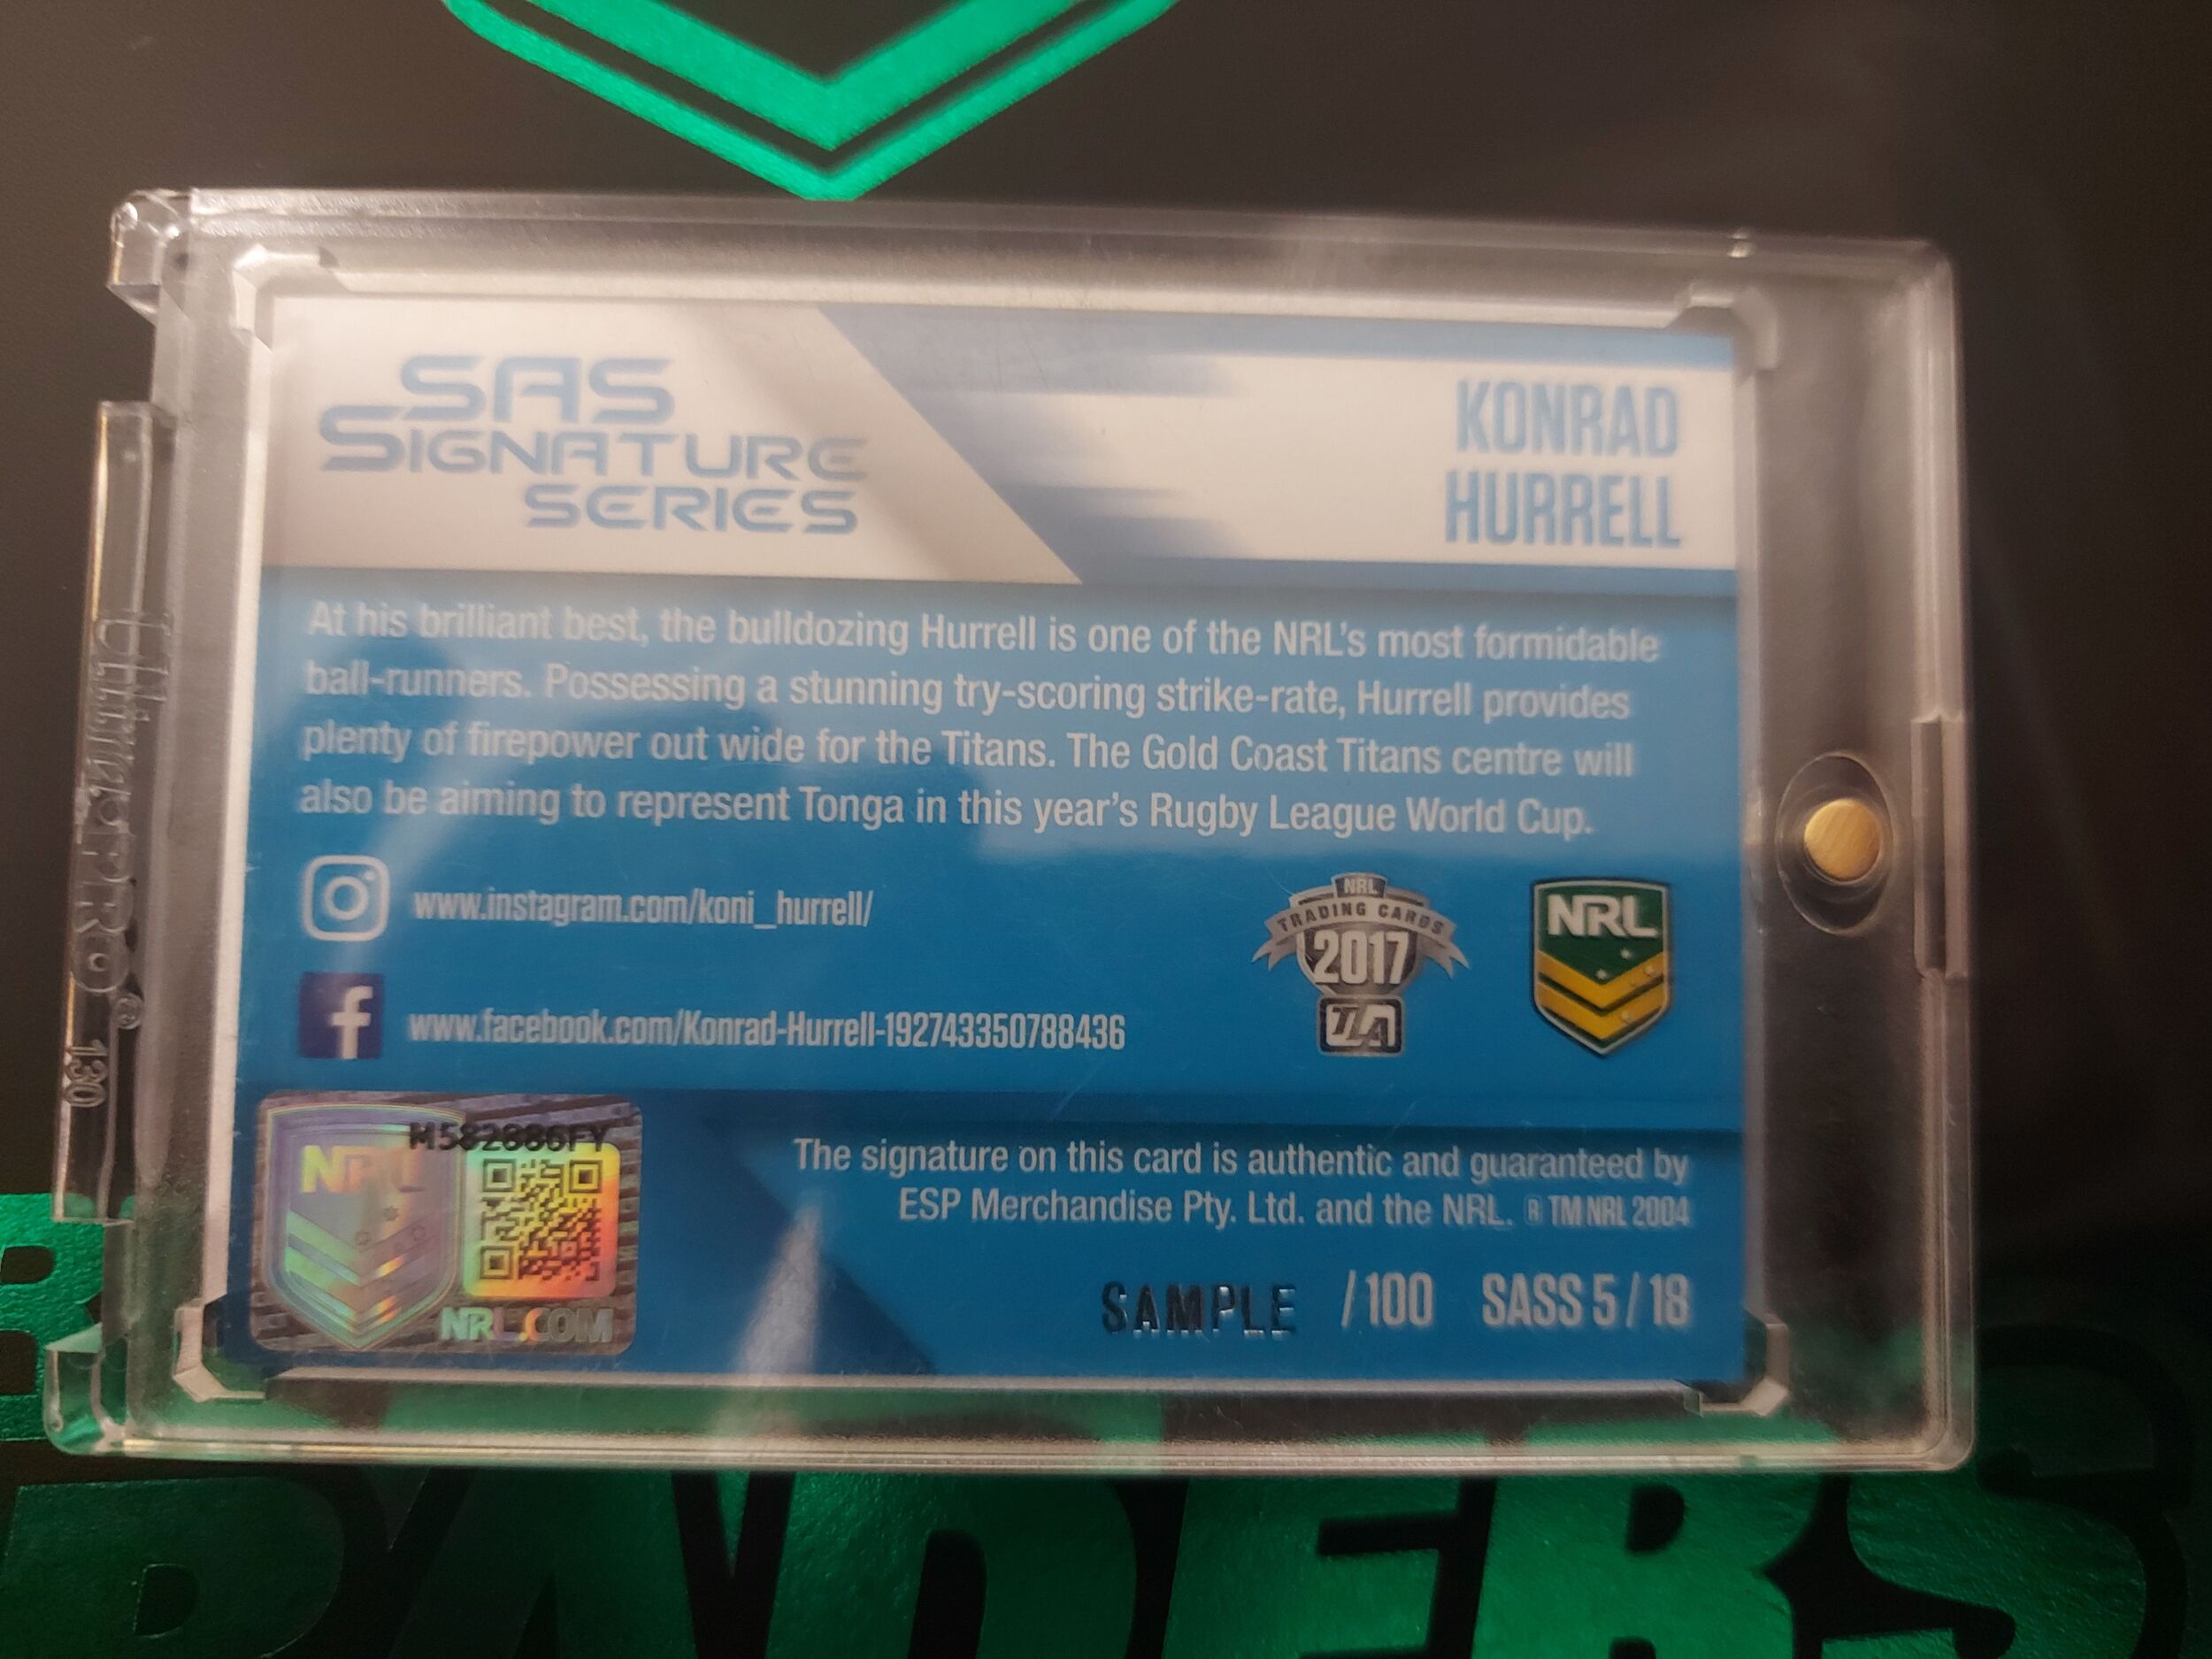 SAS
SIGNATURE
SERIES
KONRAD
HURRELL
At his brilliant best, the bulldozing Hurrell is one of the NRL's most formidable
ball-runners. Possessing a stunning try-scoring strike-rate, Hurrell provides
plenty of firepower out wide for the Titans. The Gold Coast Titans centre will
also be aiming to represent Tonga in this year's Rugby League World Cup.
www.instagram.com/koni_hurrell/
www.facebook.com/Konrad-Hurrell-192743350788436
NRL
TRADING CARDS
2017
TLA
NRL
M582886FY
NRL
NRL.COM
The signature on this card is authentic and guaranteed by
ESP Merchandise Pty. Ltd. and the NRL. ® TM NRL 2004
SAMPLE /100 SASS 5/18
Ultra PRO® 130